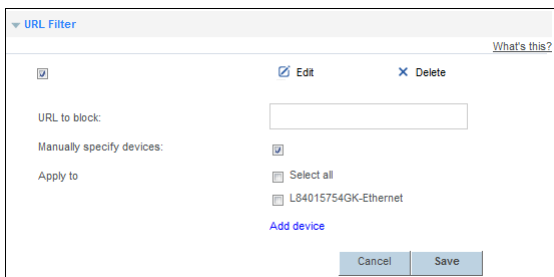 URL Filter
What's this?
Edit Delete
URL to block:
Manually specify devices:
Apply to Select all
L84015754GK-Ethernet
Add device
Cancel Save